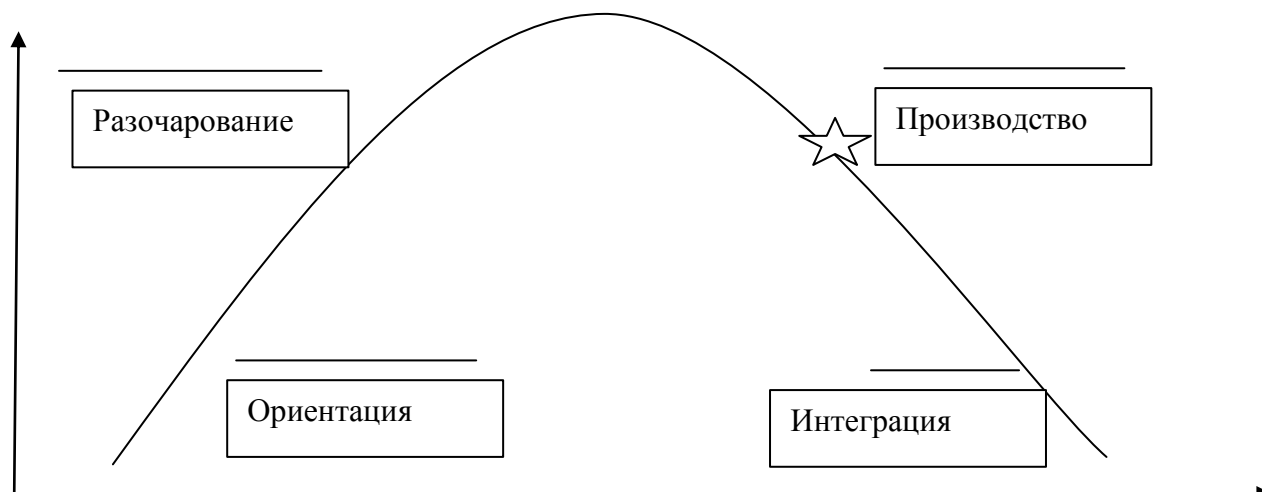 Разочарование
Производство
Ориентация
Интеграция